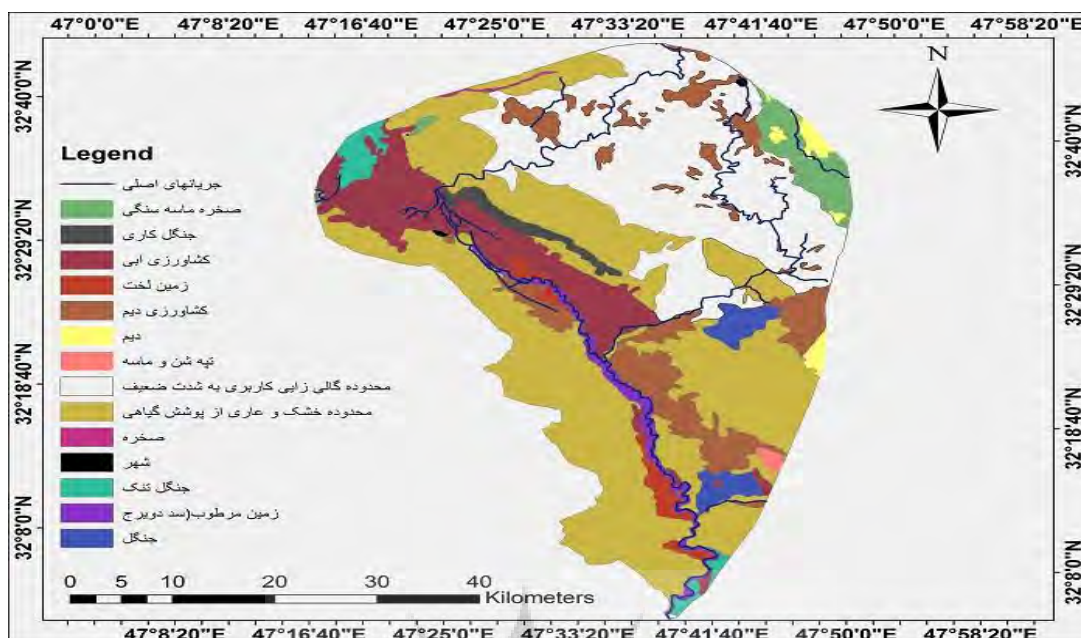 47°0'0"E 47°8'20"E 47°16'40"E 47°25'0"E 47°33'20"E 47°41'40"E 47°50'0"E 47°58'20"E
N
32°40'0"N
32°29'20"N
32°18'40"N
32°8'0"N
Legend
جریانهای اصلی
صخره ماسه سنگی
جنگل کاری
کشاورزی ابی
زمین لخت
کشاورزی دیم
دیم
تپه شن و ماسه
محدوده گالی زایی کاربری به شدت ضعیف
محدوده خشک و عاری از پوشش گیاهی
صخره
شهر
جنگل تنک
زمین مرطوب(سد دویرج
جنگل
0 5 10 20 30 40
Kilometers
32°40'0"N
32°29'20"N
32°18'40"N
32°8'0"N
47°8'20"E 47°16'40"E 47°25'0"E 47°33'20"E 47°41'40"E 47°50'0"E 47°58'20"E